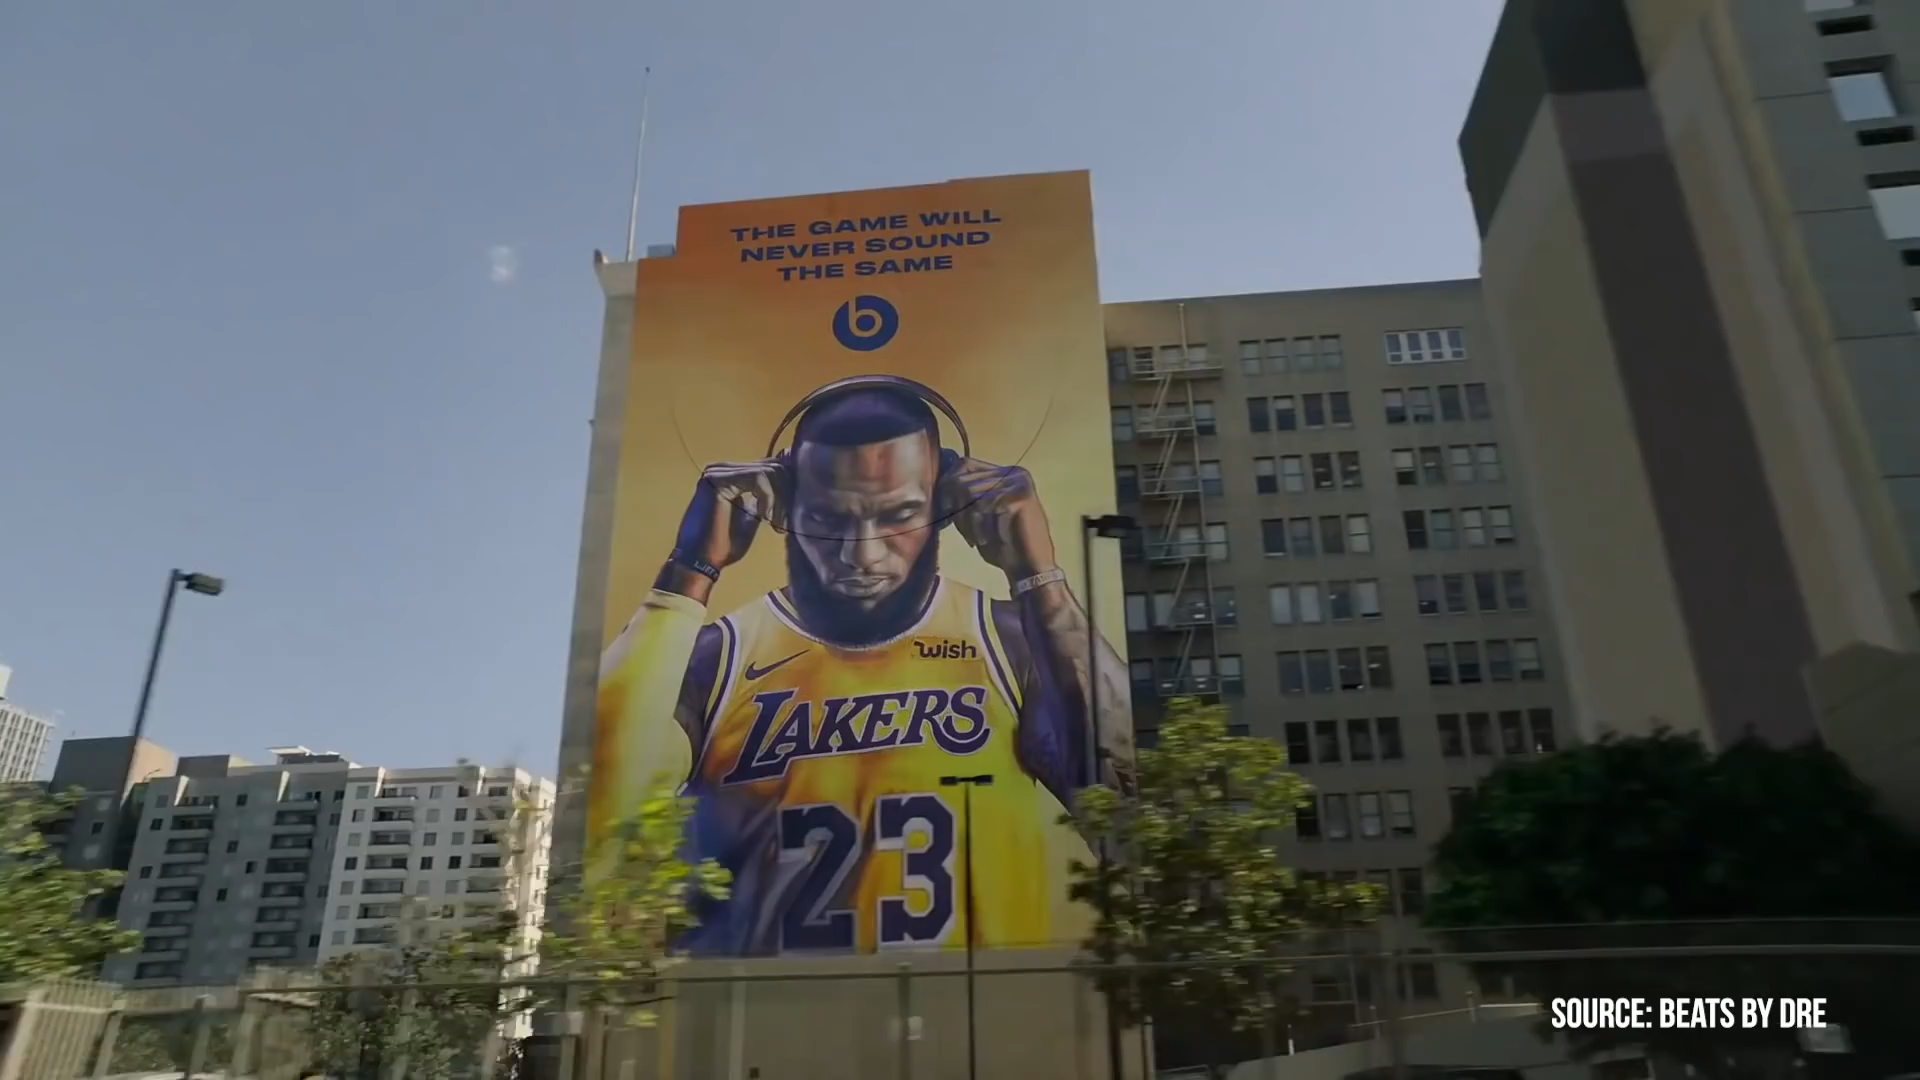 THE GAME WILL
NEVER SOUND
THE SAME
b
wish
LAKERS
23
SOURCE: BEATS BY DRE